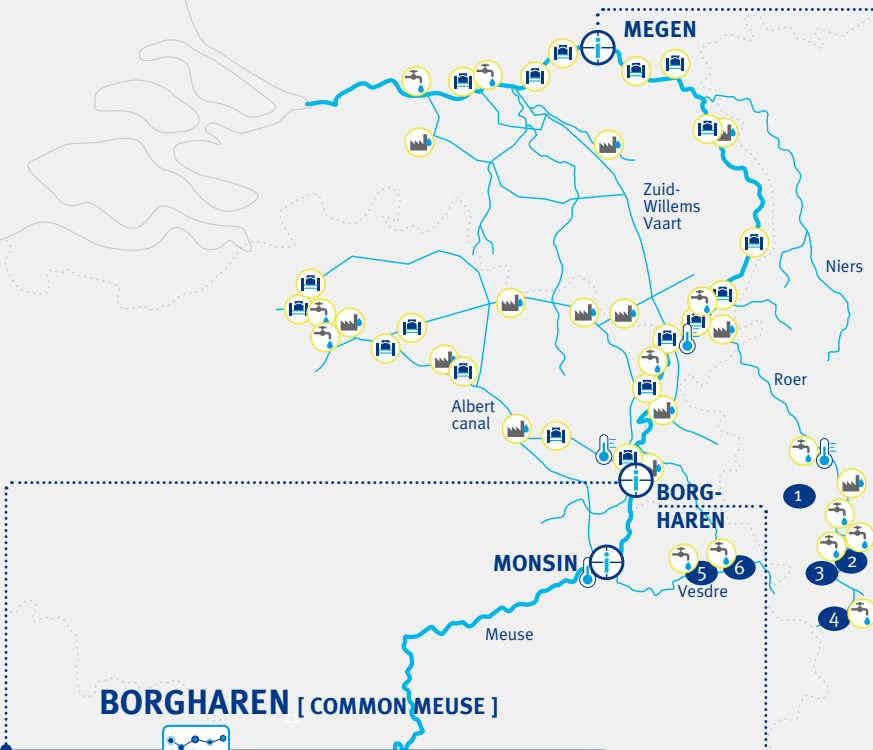 MEGEN
Zuid-
Willems
Vaart
Niers
Roer
Albert
canal
1
BORG-
HAREN
MONSIN
2
3
5
6
Vesdre
4
Meuse
BORGHAREN [ COMMON MEUSE ]